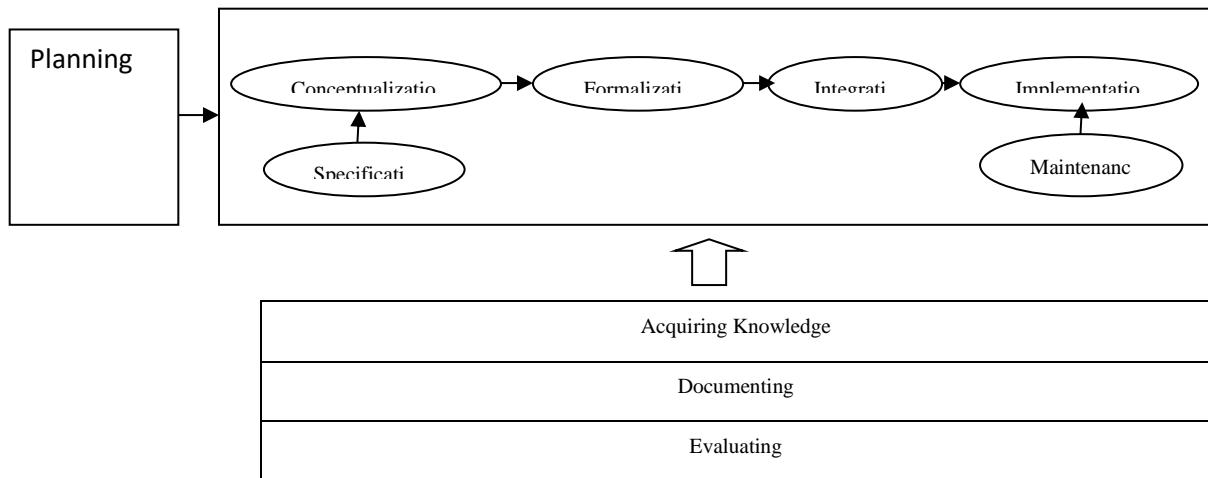 Planning
Conceptualizatio
Formalizati
Integrati
Implementatio
Specificati
Maintenanc
Acquiring Knowledge
Documenting
Evaluating